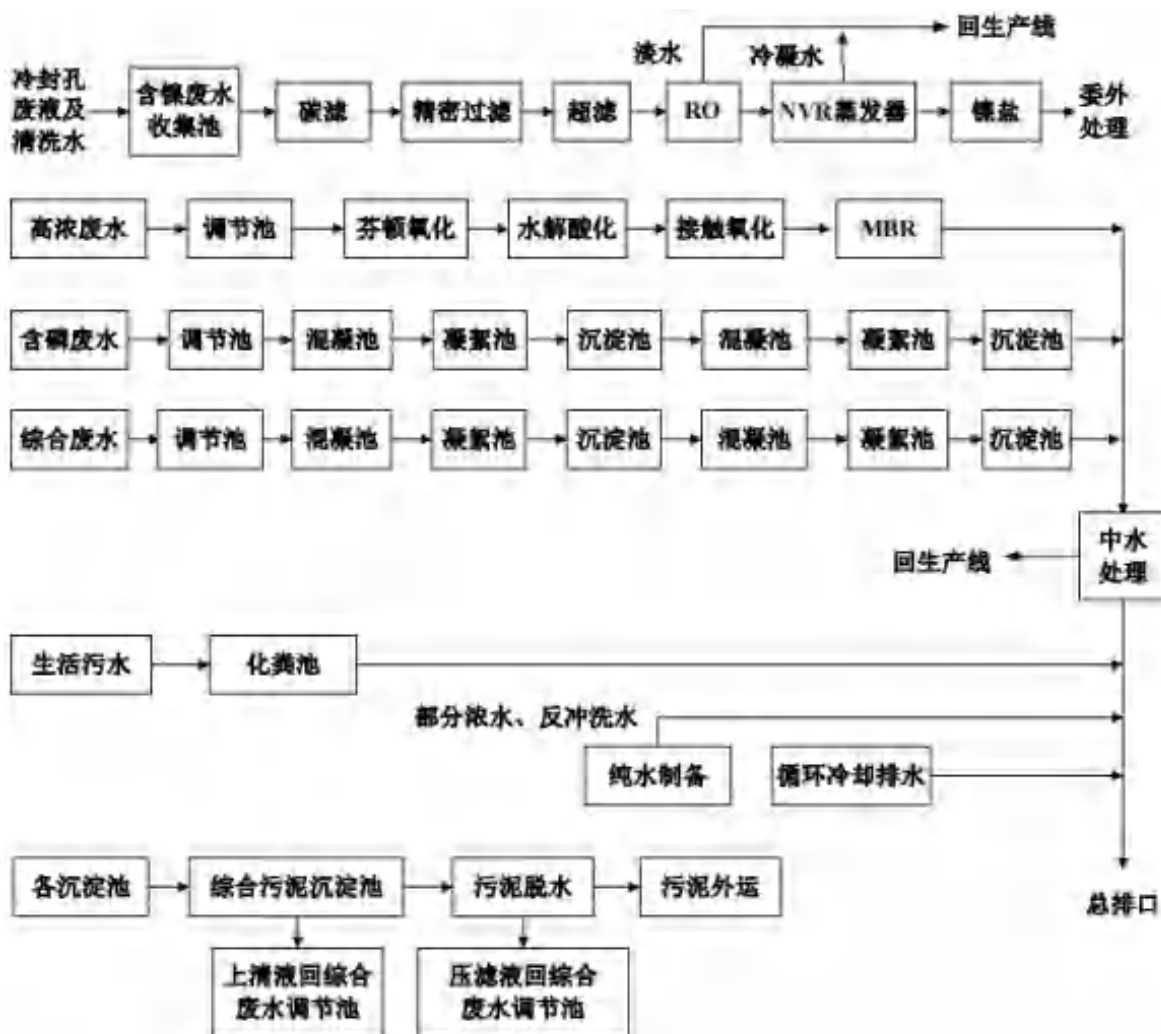 回生产线
淡水
冷凝水
冷封孔
废液及
清洗水
含镍废水
收集池
碳滤
精密过滤
超滤
RO
NVR蒸发器
镍盐
委外
处理
高浓废水
调节池
芬顿氧化
水解酸化
接触氧化
MBR
含磷废水
调节池
混凝池
凝絮池
沉淀池
混凝池
凝絮池
沉淀池
综合废水
调节池
混凝池
凝絮池
沉淀池
混凝池
凝絮池
沉淀池
中水
处理
回生产线
生活污水
化粪池
部分浓水、反冲洗水
纯水制备
循环冷却排水
各沉淀池
综合污泥沉淀池
污泥脱水
污泥外运
总排口
上清液回综合
废水调节池
压滤液回综合
废水调节池